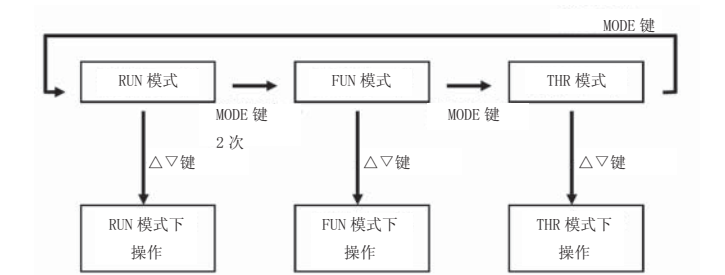 MODE 键
RUN 模式
FUN 模式
THR 模式
MODE 键
2 次
MODE 键
△▽键
△▽键
△▽键
RUN 模式下
操作
FUN 模式下
操作
THR 模式下
操作